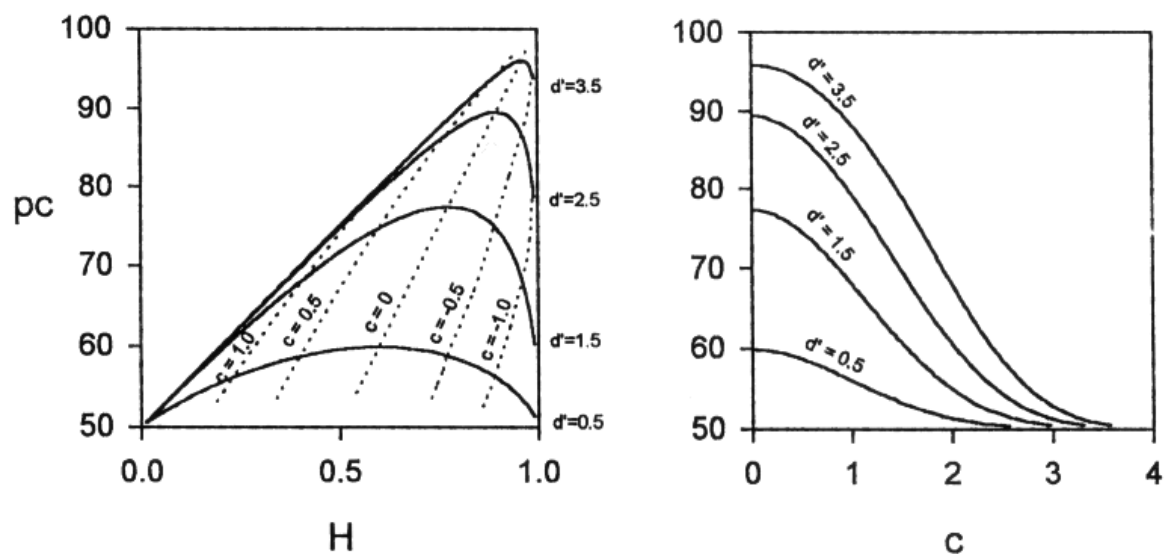 100
90
80
70
60
50
pc
0.0
0.5
1.0
H
d'=3.5
d'=2.5
d'=1.5
d'=0.5
c = 1.0
c = 0.5
c = 0
c = -0.5
c = -1.0
100
90
80
70
60
50
0
1
2
3
4
c
d' = 3.5
d' = 2.5
d' = 1.5
d' = 0.5